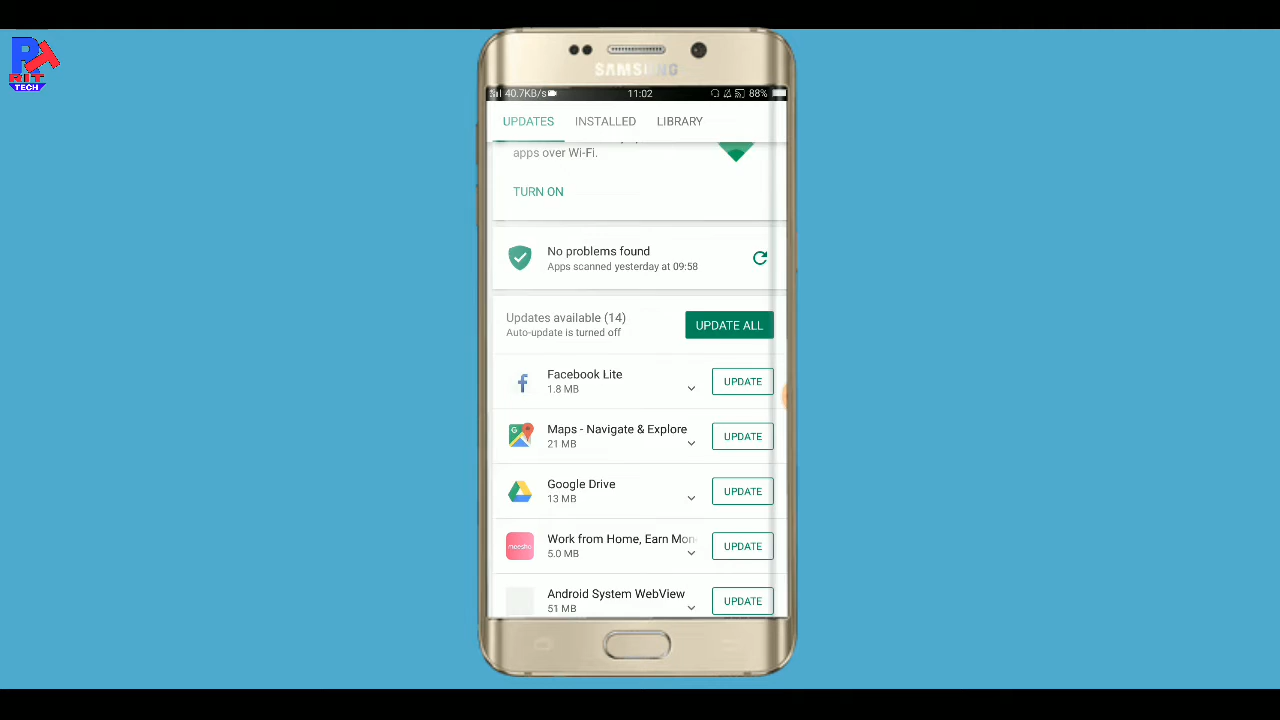 RIT
TECH
SAMSUNG
40.7KB/s
11:02
88%
UPDATES
INSTALLED
LIBRARY
apps over Wi-Fi.
TURN ON
No problems found
Apps scanned yesterday at 09:58
Updates available (14)
Auto-update is turned off
UPDATE ALL
Facebook Lite
1.8 MB
UPDATE
Maps - Navigate & Explore
21 MB
UPDATE
Google Drive
13 MB
UPDATE
meesho
Work from Home, Earn Mon
5.0 MB
UPDATE
Android System WebView
51 MB
UPDATE